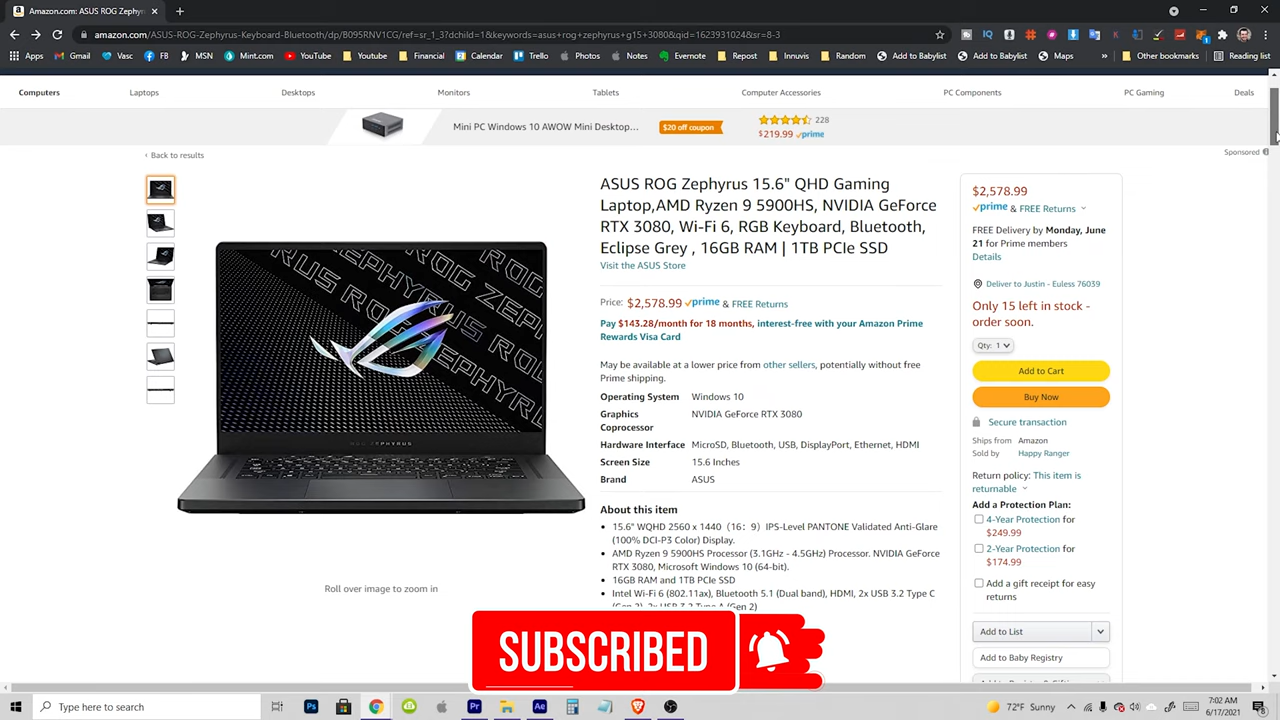 Amazon.com: ASUS ROG Zephyr
amazon.com/ASUS-ROG-Zephyrus-Keyboard-Bluetooth/dp/B095RNV1CG/ref=sr_1_3?dchild=1&keywords=asus+rog+zephyrus+g15+3080&qid=1623931024&sr=8-3
Apps Gmail Vasc FB MSN Mint.com YouTube Youtube Financial Calendar Trello Photos Notes Evernote Repost Innuvis Random Add to Babylist Add to Babylist Maps Other bookmarks Reading list
Computers Laptops Desktops Monitors Tablets Computer Accessories PC Components PC Gaming Deals
Mini PC Windows 10 AWOW Mini Desktop... $20 off coupon 228
$219.99 prime
Sponsored
‹ Back to results
ASUS ROG Zephyrus 15.6" QHD Gaming
Laptop,AMD Ryzen 9 5900HS, NVIDIA GeForce
RTX 3080, Wi-Fi 6, RGB Keyboard, Bluetooth,
Eclipse Grey , 16GB RAM | 1TB PCIe SSD
Visit the ASUS Store
Price: $2,578.99 prime & FREE Returns
Pay $143.28/month for 18 months, interest-free with your Amazon Prime
Rewards Visa Card
May be available at a lower price from other sellers, potentially without free
Prime shipping.
Operating System Windows 10
Graphics NVIDIA GeForce RTX 3080
Coprocessor
Hardware Interface MicroSD, Bluetooth, USB, DisplayPort, Ethernet, HDMI
Screen Size 15.6 Inches
Brand ASUS
About this item
• 15.6" WQHD 2560 x 1440（16：9）IPS-Level PANTONE Validated Anti-Glare
(100% DCI-P3 Color) Display.
• AMD Ryzen 9 5900HS Processor (3.1GHz - 4.5GHz) Processor. NVIDIA GeForce
RTX 3080, Microsoft Windows 10 (64-bit).
• 16GB RAM and 1TB PCIe SSD
• Intel Wi-Fi 6 (802.11ax), Bluetooth 5.1 (Dual band), HDMI, 2x USB 3.2 Type C
(Gen 2), 2x USB 3.2 Type A (Gen 2)
ROG ZEPHYRUS
Roll over image to zoom in
$2,578.99
prime & FREE Returns
FREE Delivery by Monday, June
21 for Prime members
Details
Deliver to Justin - Euless 76039
Only 15 left in stock -
order soon.
Qty: 1
Add to Cart
Buy Now
Secure transaction
Ships from Amazon
Sold by Happy Ranger
Return policy: This item is
returnable
Add a Protection Plan:
4-Year Protection for
$249.99
2-Year Protection for
$174.99
Add a gift receipt for easy
returns
Add to List
Add to Baby Registry
SUBSCRIBED
Type here to search
Ps Pr Ae
72°F Sunny
7:02 AM
6/17/2021